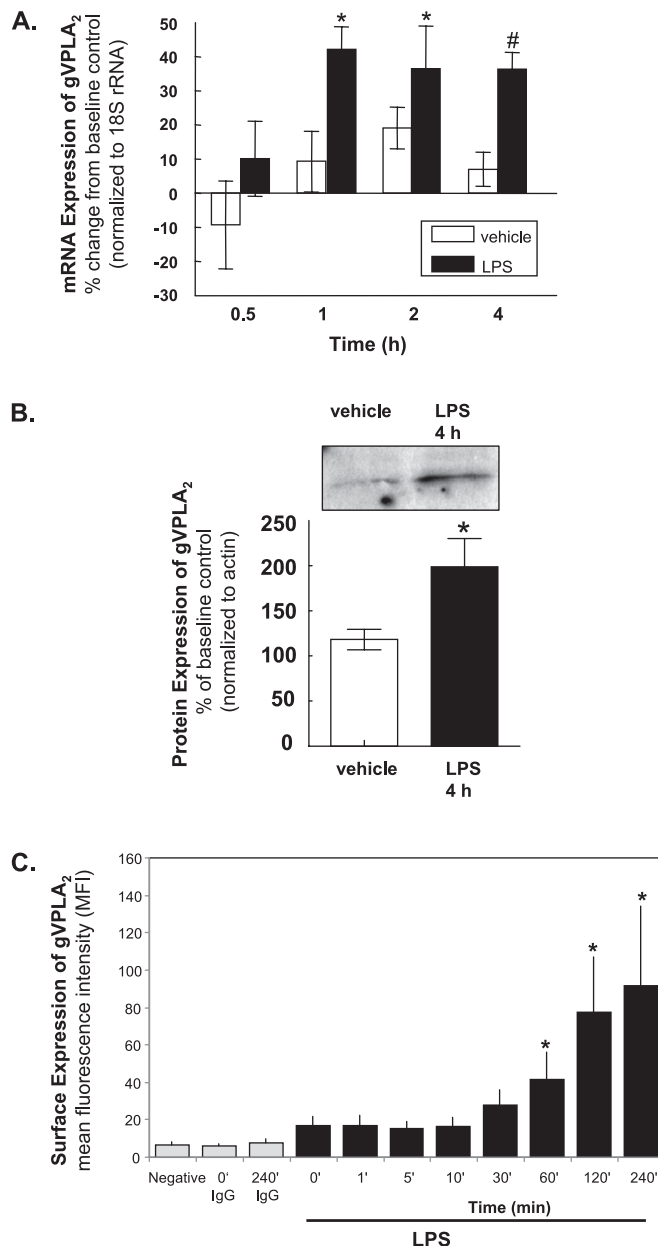 A.
mRNA Expression of gVPLA2
% change from baseline control
(normalized to 18S rRNA)
50
40
30
20
10
0
-10
-20
-30
*
*
#
vehicle
LPS
0.5
1
2
4
Time (h)
B.
vehicle
LPS
4 h
Protein Expression of gVPLA2
% of baseline control
(normalized to actin)
250
200
150
100
50
0
*
vehicle
LPS
4 h
C.
Surface Expression of gVPLA2
mean fluorescence intensity (MFI)
160
140
120
100
80
60
40
20
0
*
*
*
Negative
0'
IgG
240'
IgG
0'
1'
5'
10'
30'
60'
120'
240'
Time (min)
LPS